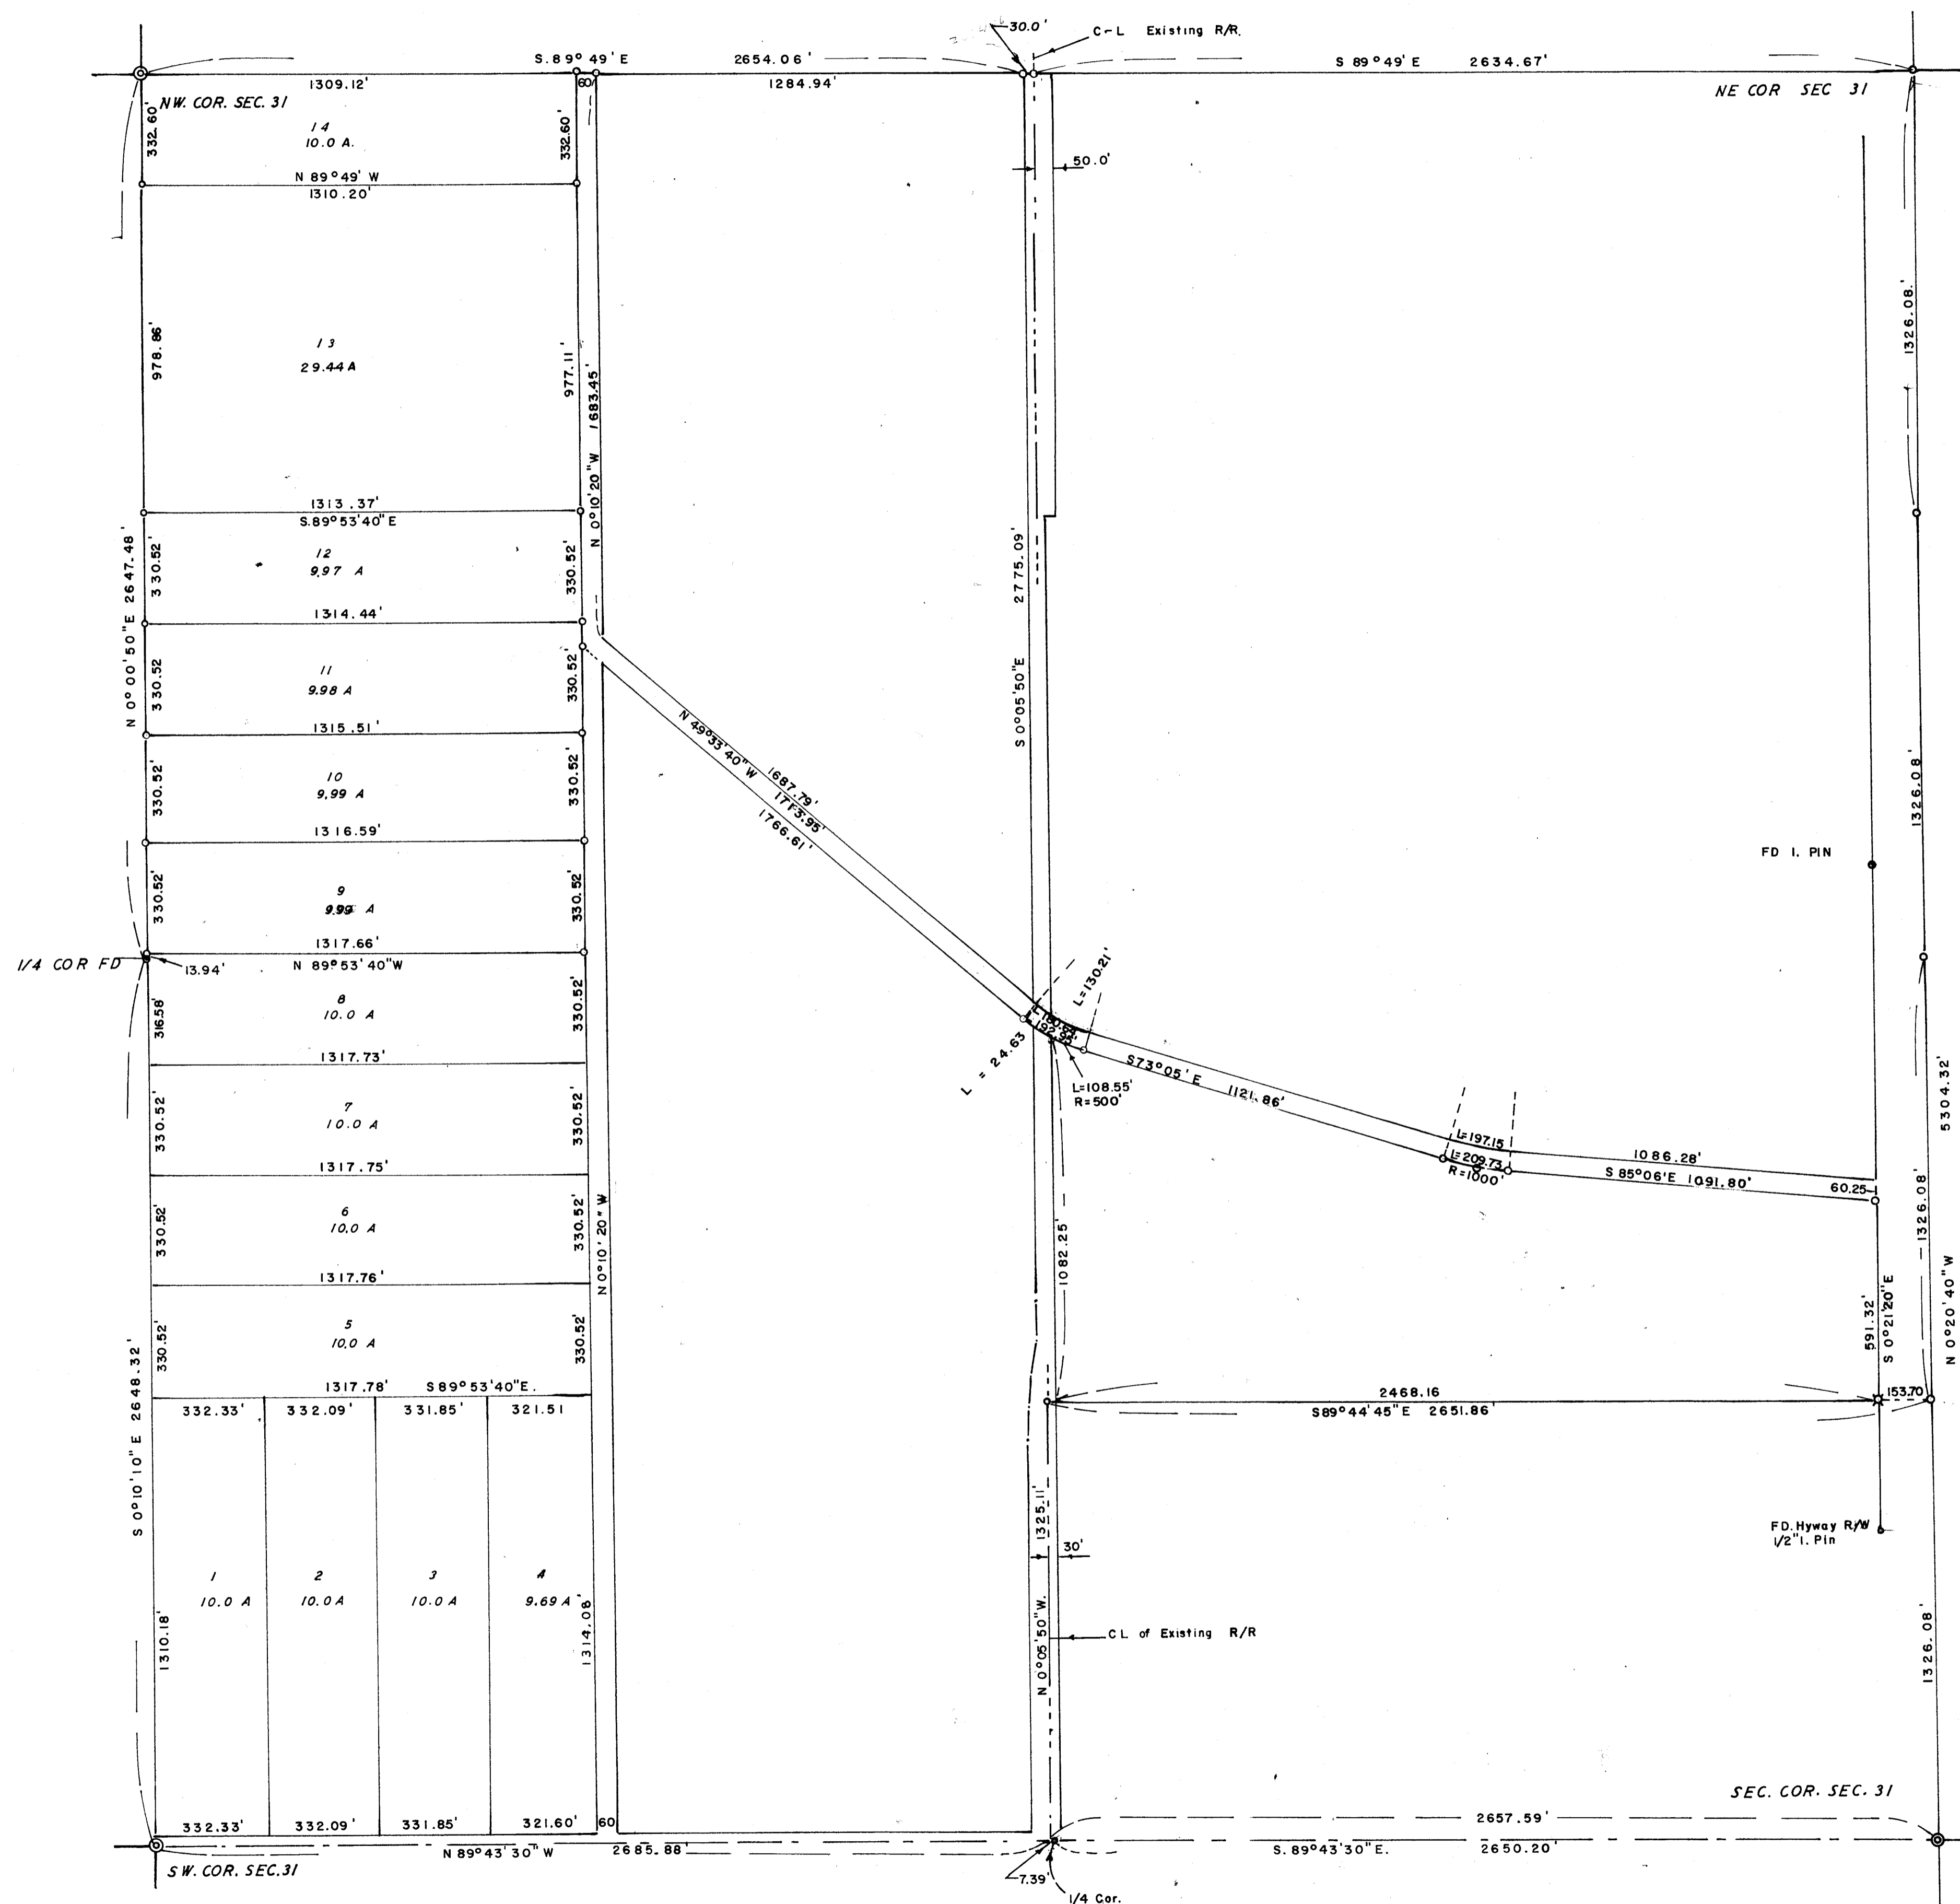 30.0'
C-L Existing R/R.
S. 89°49' E 2654.06'
S 89°49' E 2634.67'
1309.12'
60
1284.94'
NW. COR. SEC. 31
NE COR SEC 31
332.60'
14
10.0 A.
332.60'
50.0'
N 89°49' W
1310.20'
978.86'
13
29.44 A
977.11'
N 0°10'20"W 1683.45'
1326.08'
1313.37'
S.89°53'40"E
N 0°00'50"E 2647.48'
330.52'
12
9.97 A
330.52'
S 0°05'50"E 2775.09'
1314.44'
330.52
11
9.98 A
330.52'
1315.51'
N 49°33'40"W
1687.79'
1713.95'
1766.61'
1326.08'
330.52'
10
9.99 A
330.52'
1316.59'
FD I. PIN
330.52'
9
9.99 A
330.52'
1317.66'
1/4 COR FD
13.94'
N 89°53'40"W
316.58'
8
10.0 A
330.52'
L=130.21'
L 180.64
192.95'
L = 24.63
1317.73'
S73°05' E 1121.86'
L=108.55'
R=500'
5304.32'
330.52'
7
10.0 A
330.52'
L=197.15
L=209.73
R=1000'
1086.28'
S 85°06'E 1091.80'
60.25
1317.75'
330.52'
6
10.0 A
330.52'
N0°10'20"W
1082.25'
1326.08'
1317.76'
330.52'
5
10.0 A
330.52'
591.32'
S 0°21'20"E
N 0°20'40"W
1317.78' S89°53'40"E.
S 0°10'10" E 2648.32'
332.33'
332.09'
331.85'
321.51
2468.16
153.70
S89°44'45"E 2651.86'
1325.11'
FD. Hyway R/W
1/2" I. Pin
30'
1
10.0 A
2
10.0 A
3
10.0 A
4
9.69 A
1310.18'
1314.08'
N 0°05'50"W.
CL of Existing R/R
1326.08'
SEC. COR. SEC. 31
332.33'
332.09'
331.85'
321.60'
60
2657.59'
N 89°43'30" W 2685.88'
S. 89°43'30"E. 2650.20'
SW. COR. SEC.31
7.39'
1/4 Cor.